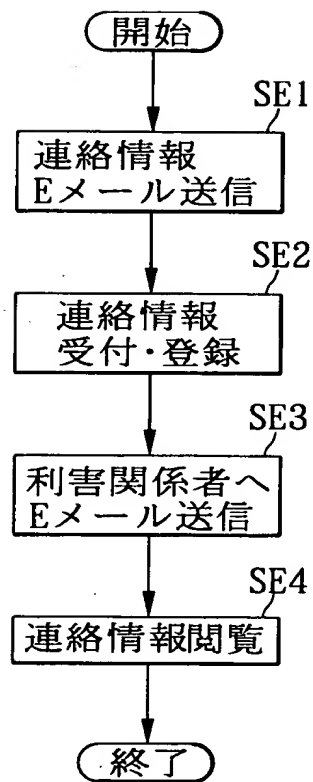 開始
SE1
連絡情報
Eメール送信
SE2
連絡情報
受付・登録
SE3
利害関係者へ
Eメール送信
SE4
連絡情報閲覧
終了